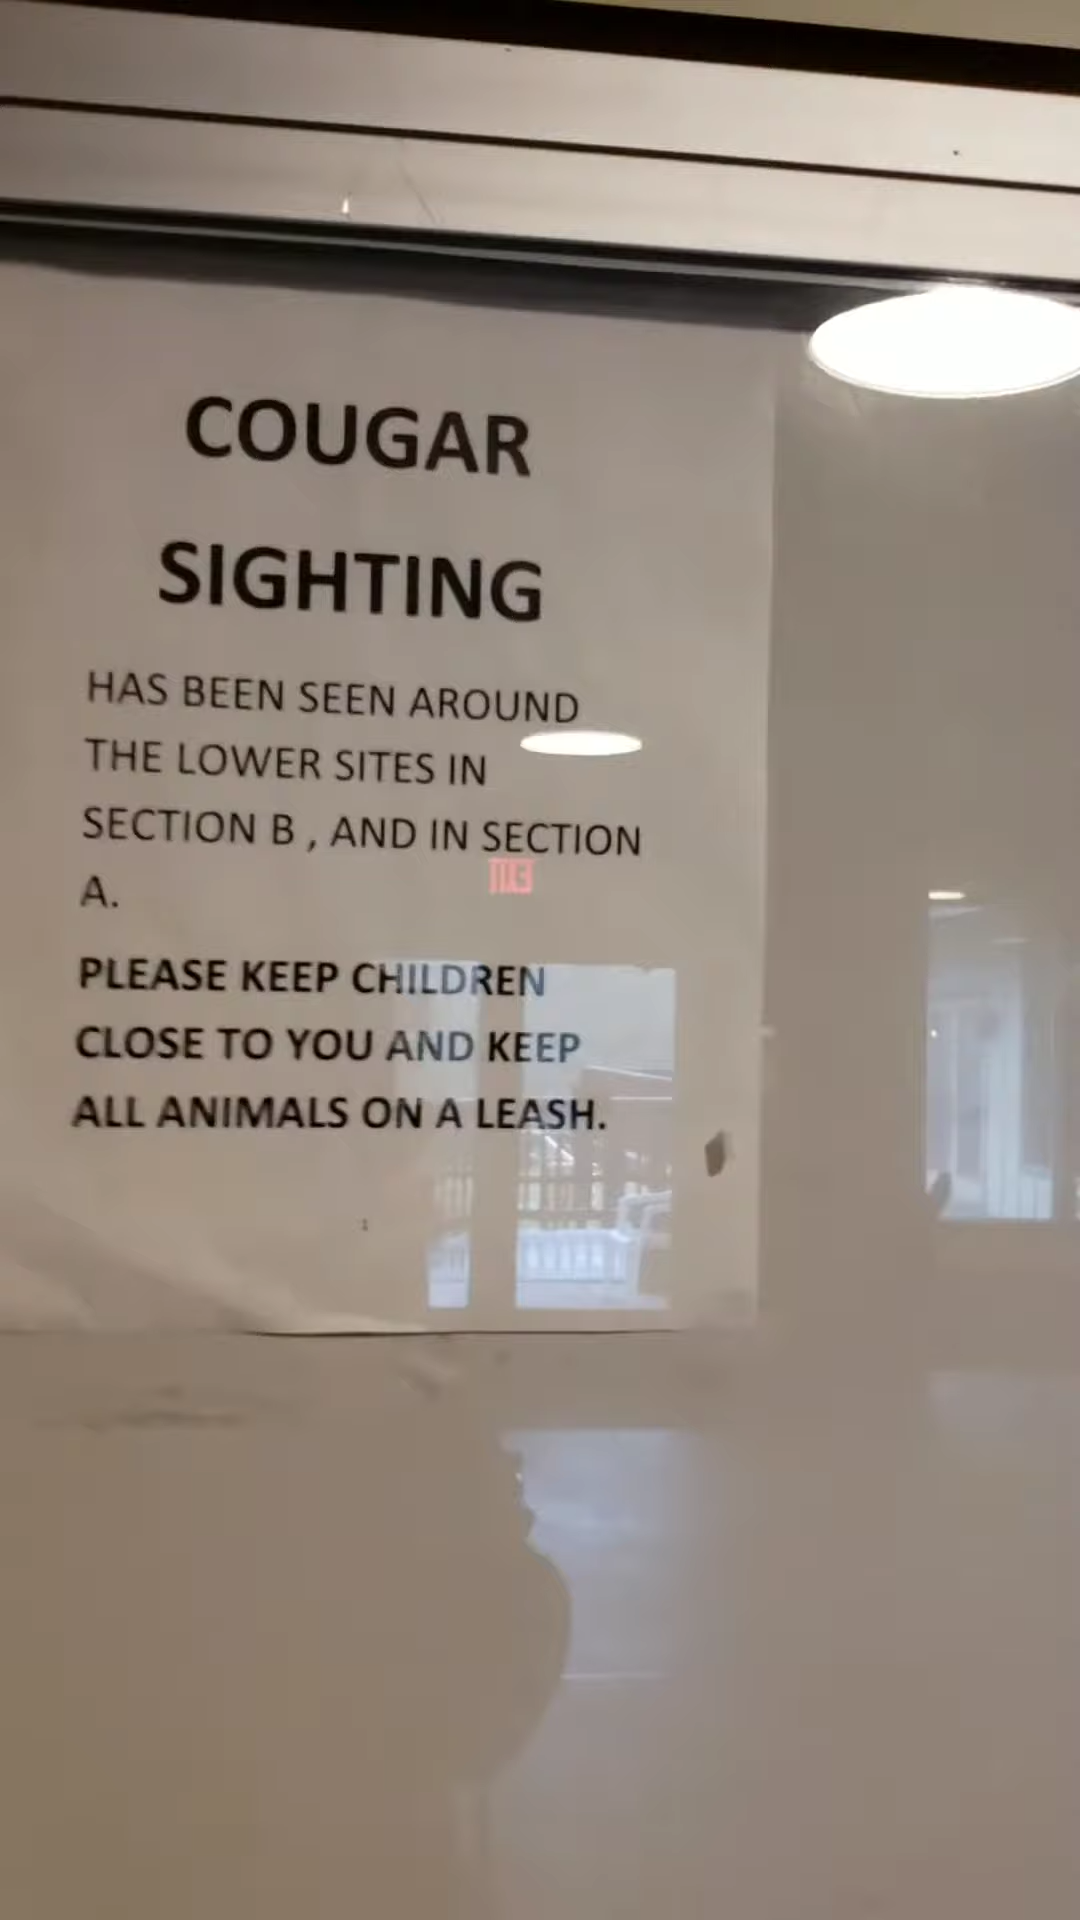 COUGAR
SIGHTING
HAS BEEN SEEN AROUND
THE LOWER SITES IN
SECTION B , AND IN SECTION
A.
PLEASE KEEP CHILDREN
CLOSE TO YOU AND KEEP
ALL ANIMALS ON A LEASH.